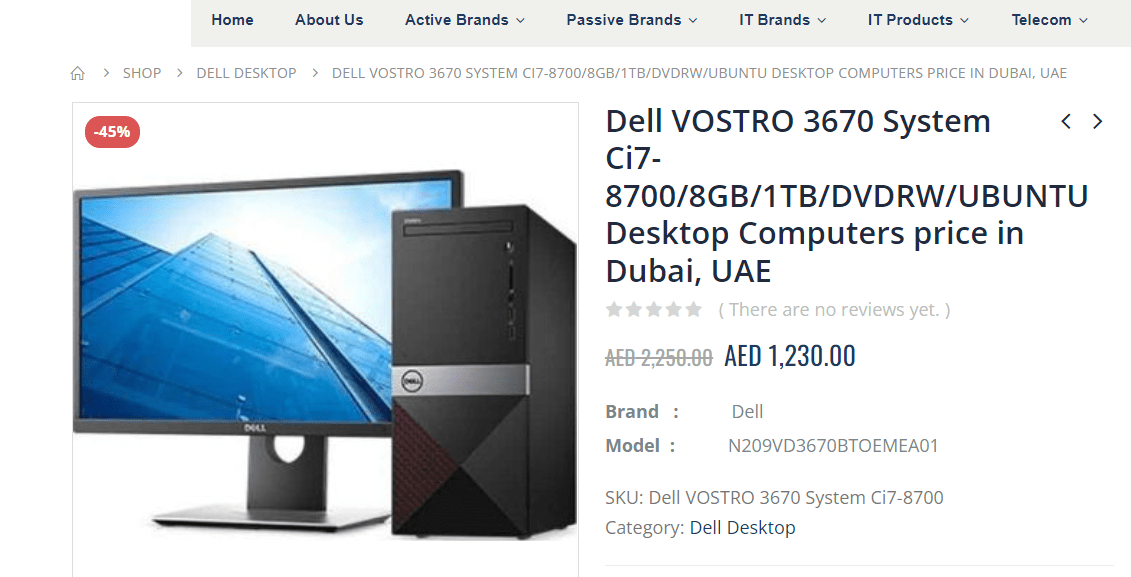 Home About Us Active Brands Passive Brands IT Brands IT Products Telecom
SHOP > DELL DESKTOP > DELL VOSTRO 3670 SYSTEM CI7-8700/8GB/1TB/DVDRW/UBUNTU DESKTOP COMPUTERS PRICE IN DUBAI, UAE
-45%
DELL
DELL
Dell VOSTRO 3670 System
Ci7-
8700/8GB/1TB/DVDRW/UBUNTU
Desktop Computers price in
Dubai, UAE
( There are no reviews yet. )
AED 2,250.00 AED 1,230.00
Brand : Dell
Model : N209VD3670BTOEMEA01
SKU: Dell VOSTRO 3670 System Ci7-8700
Category: Dell Desktop